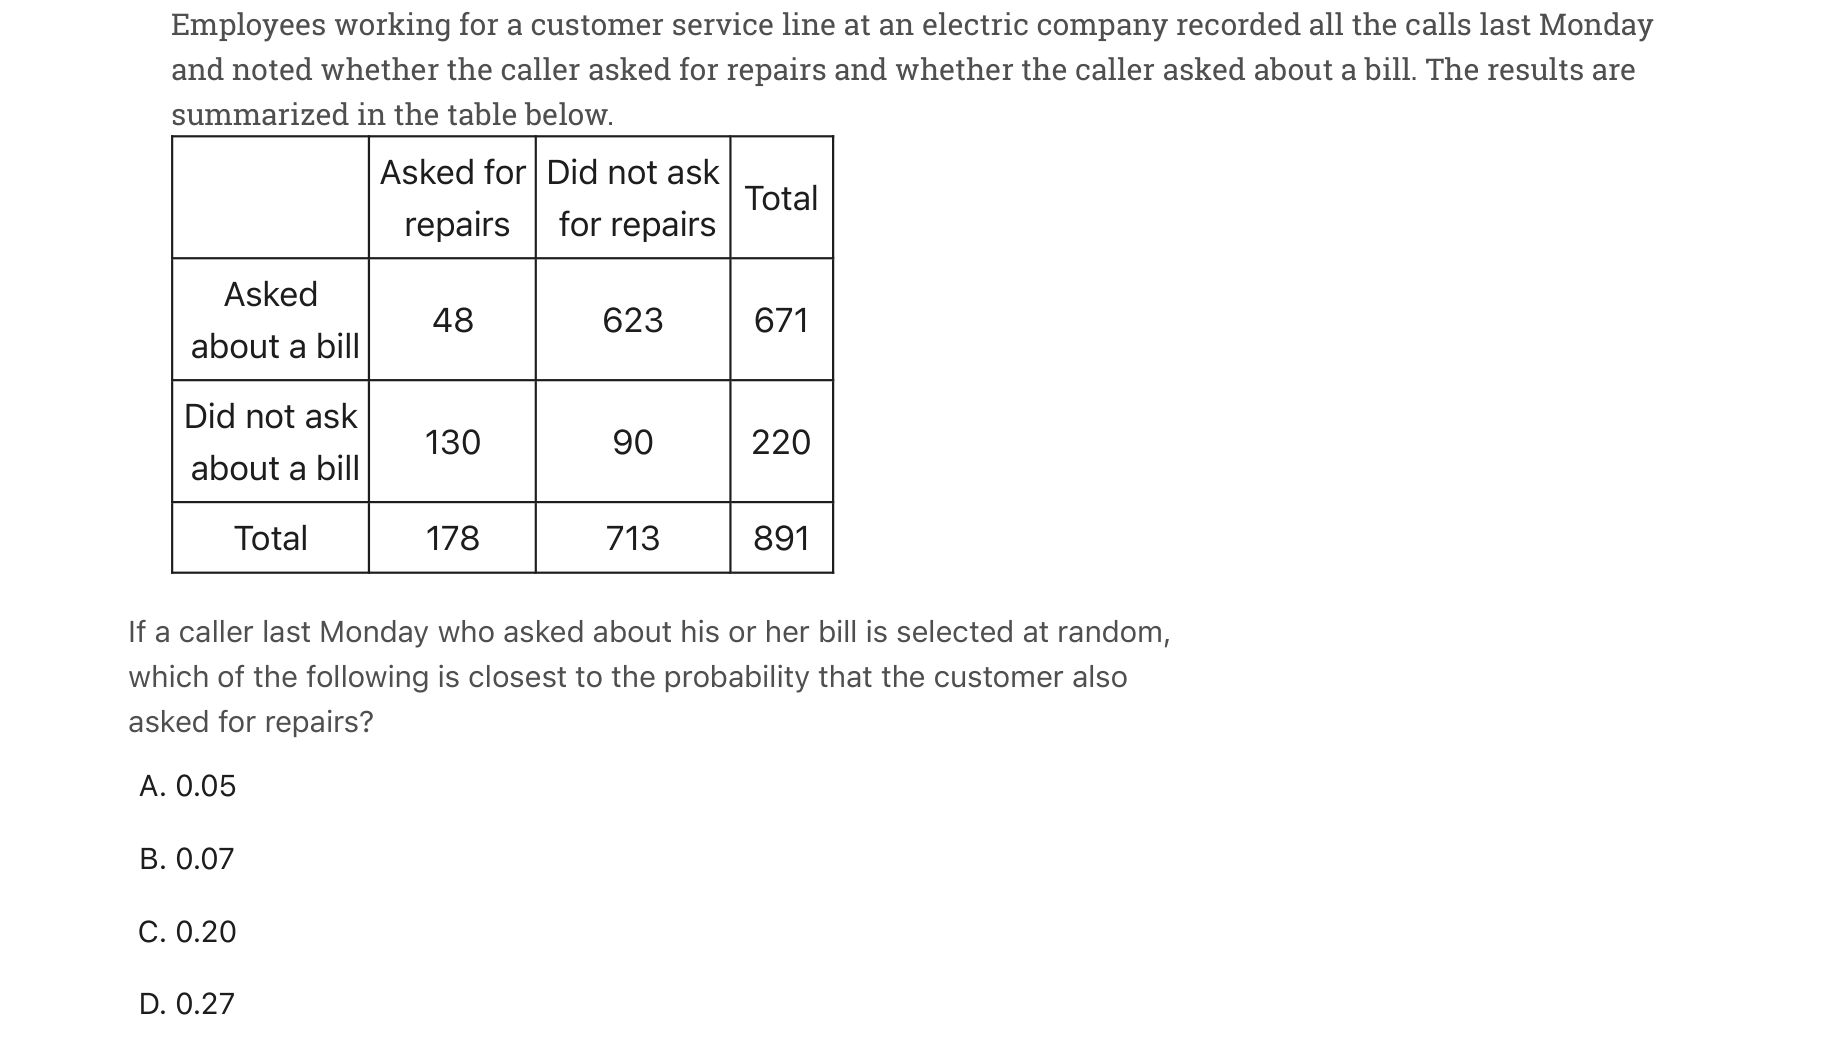 Employees working for a customer service line at an electric company recorded all the calls last Monday
and noted whether the caller asked for repairs and whether the caller asked about a bill. The results are
summarized in the table below.
Asked for repairs Did not ask for repairs Total
Asked about a bill 48 623 671
Did not ask about a bill 130 90 220
Total 178 713 891
If a caller last Monday who asked about his or her bill is selected at random,
which of the following is closest to the probability that the customer also
asked for repairs?
A. 0.05
B. 0.07
C. 0.20
D. 0.27